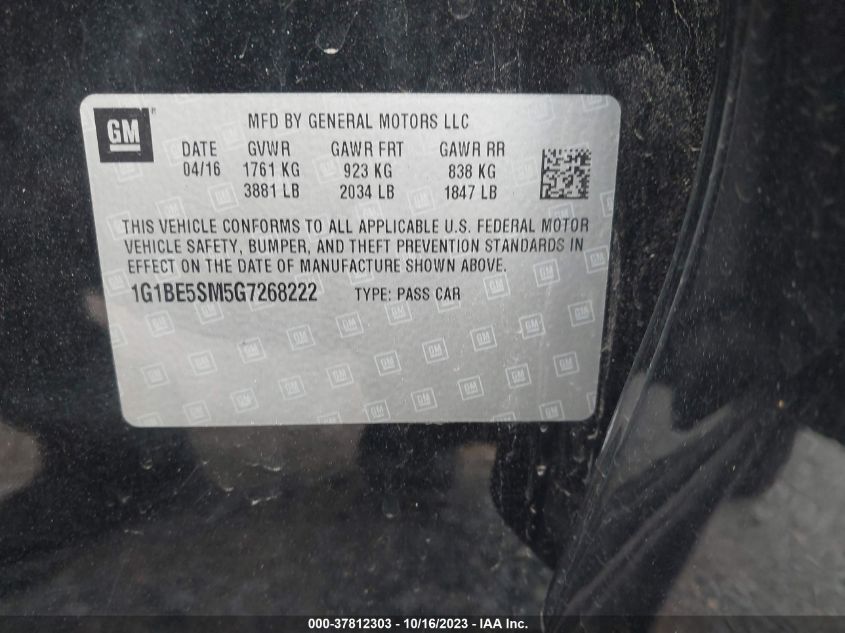 GM
MFD BY GENERAL MOTORS LLC
DATE GVWR GAWR FRT GAWR RR
04/16 1761 KG 923 KG 838 KG
3881 LB 2034 LB 1847 LB
THIS VEHICLE CONFORMS TO ALL APPLICABLE U.S. FEDERAL MOTOR
VEHICLE SAFETY, BUMPER, AND THEFT PREVENTION STANDARDS IN
EFFECT ON THE DATE OF MANUFACTURE SHOWN ABOVE.
1G1BE5SM5G7268222 TYPE: PASS CAR
000-37812303 - 10/16/2023 - IAA Inc.